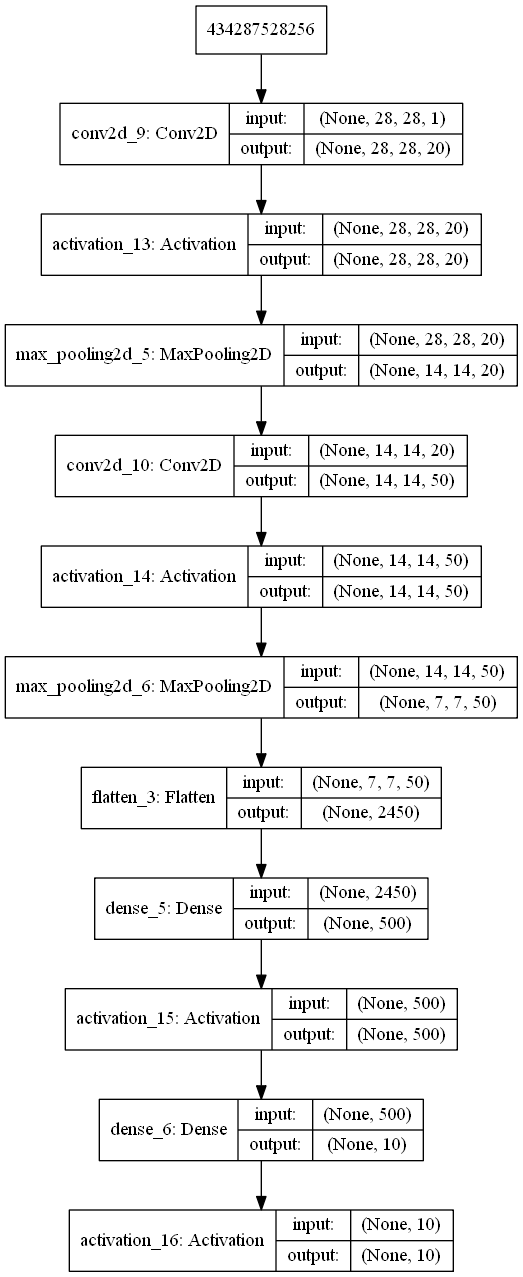 434287528256
conv2d_9: Conv2D
input: (None, 28, 28, 1)
output: (None, 28, 28, 20)
activation_13: Activation
input: (None, 28, 28, 20)
output: (None, 28, 28, 20)
max_pooling2d_5: MaxPooling2D
input: (None, 28, 28, 20)
output: (None, 14, 14, 20)
conv2d_10: Conv2D
input: (None, 14, 14, 20)
output: (None, 14, 14, 50)
activation_14: Activation
input: (None, 14, 14, 50)
output: (None, 14, 14, 50)
max_pooling2d_6: MaxPooling2D
input: (None, 14, 14, 50)
output: (None, 7, 7, 50)
flatten_3: Flatten
input: (None, 7, 7, 50)
output: (None, 2450)
dense_5: Dense
input: (None, 2450)
output: (None, 500)
activation_15: Activation
input: (None, 500)
output: (None, 500)
dense_6: Dense
input: (None, 500)
output: (None, 10)
activation_16: Activation
input: (None, 10)
output: (None, 10)